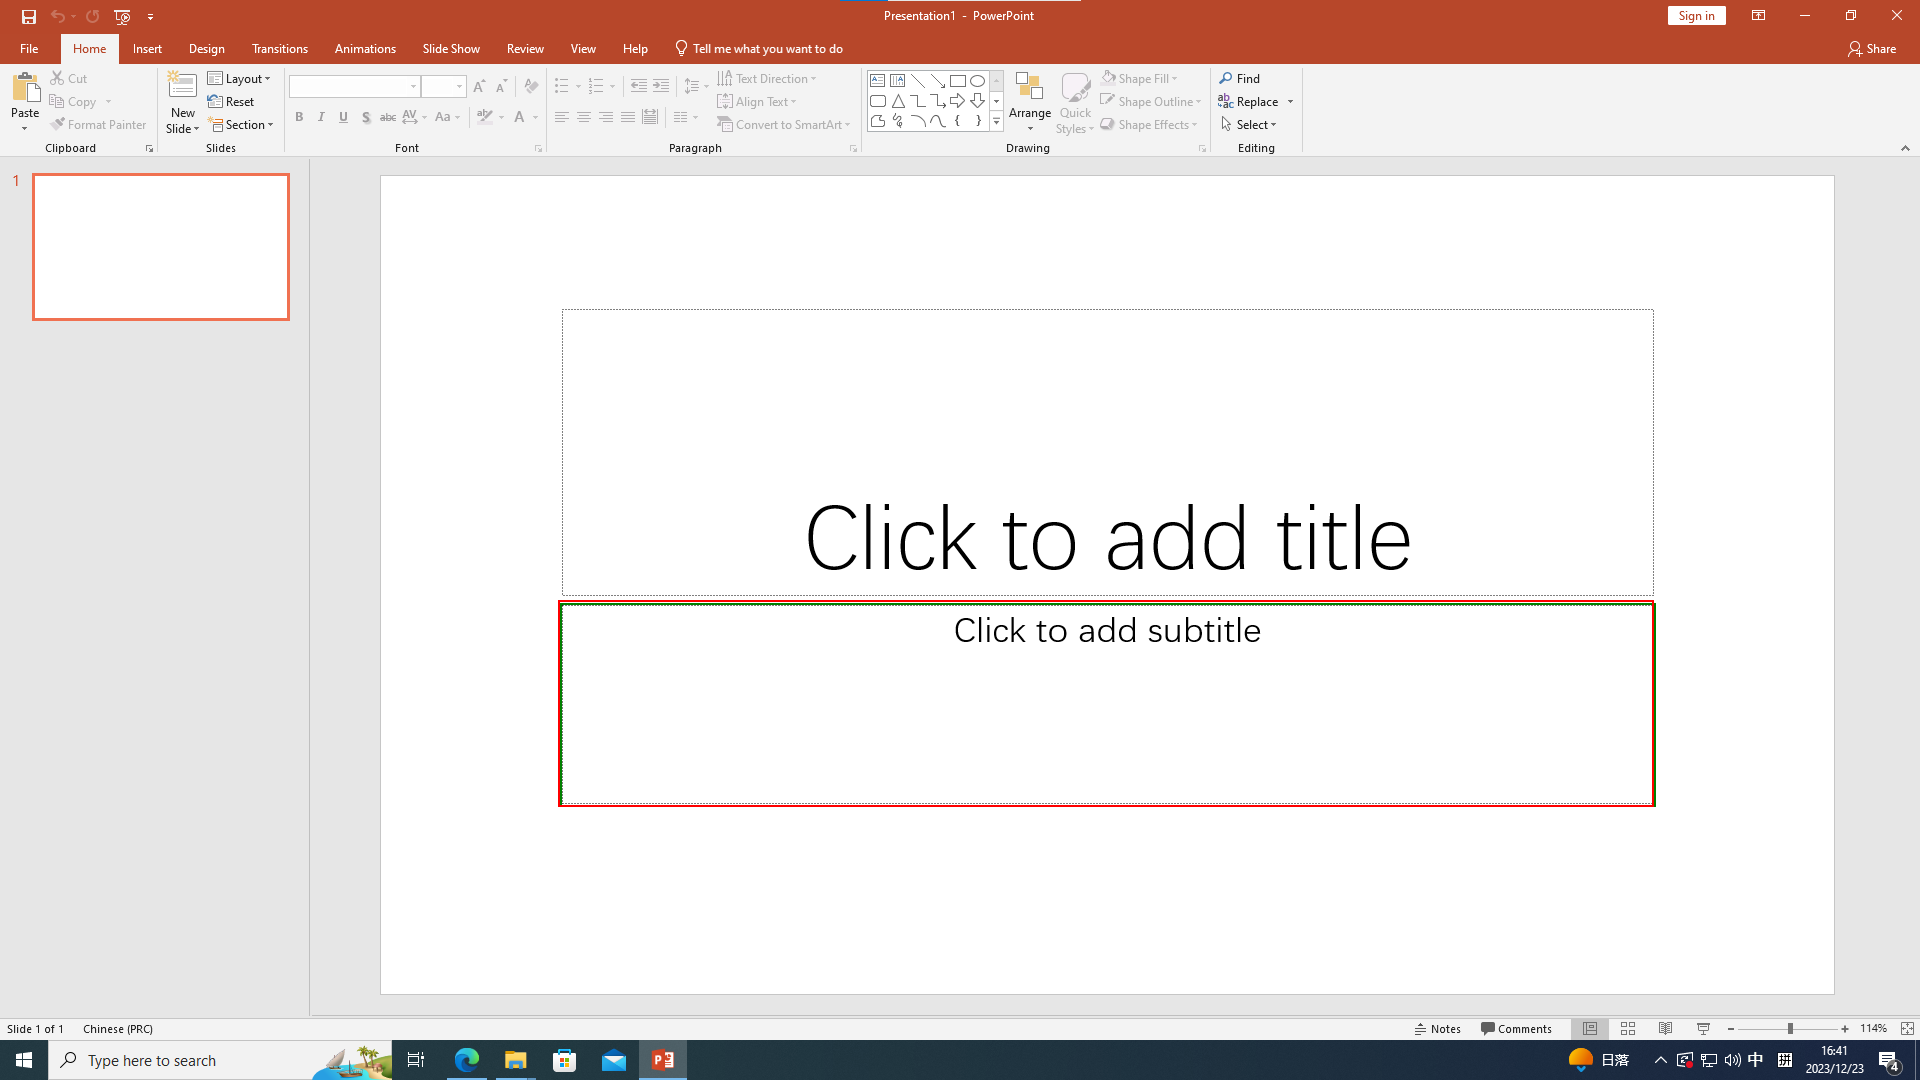 Presentation1 - PowerPoint
Sign in
File Home Insert Design Transitions Animations Slide Show Review View Help Tell me what you want to do
Share
Paste
Cut
Copy
Format Painter
Clipboard
New Slide
Layout
Reset
Section
Slides
B I U S abc AV Aa ab A
A A A
Font
Text Direction
Align Text
Convert to SmartArt
Paragraph
Arrange
Quick Styles
Shape Fill
Shape Outline
Shape Effects
Drawing
Find
Replace
Select
Editing
1
Click to add title
Click to add subtitle
Slide 1 of 1 Chinese (PRC)
Notes Comments
114%
Type here to search
日落
中
拼
16:41
2023/12/23
4